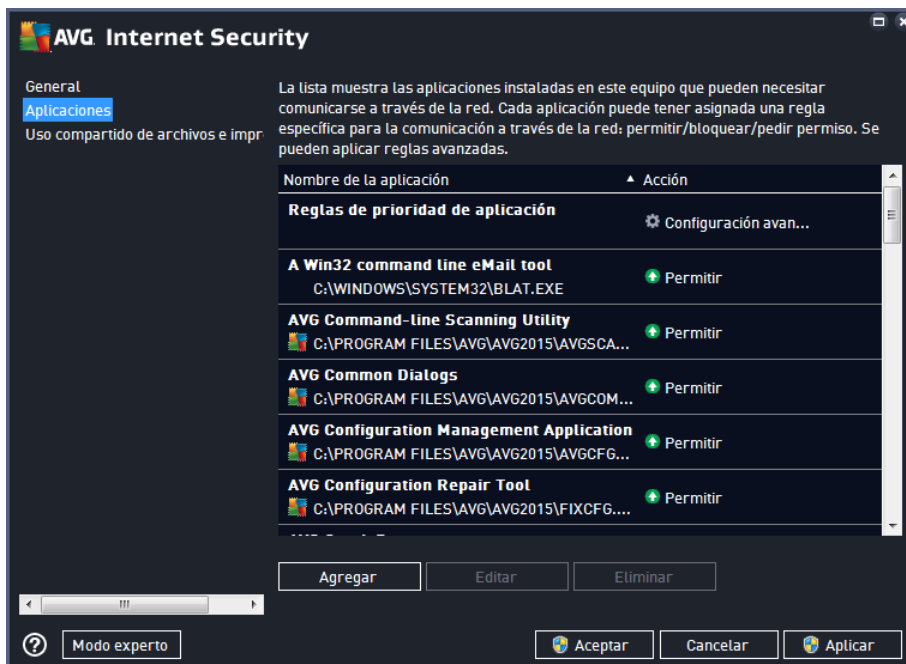 AVG Internet Security
General
Aplicaciones
Uso compartido de archivos e impr
La lista muestra las aplicaciones instaladas en este equipo que pueden necesitar
comunicarse a través de la red. Cada aplicación puede tener asignada una regla
específica para la comunicación a través de la red: permitir/bloquear/pedir permiso. Se
pueden aplicar reglas avanzadas.
Nombre de la aplicación Acción
Reglas de prioridad de aplicación
Configuración avan...
A Win32 command line eMail tool
Permitir
C:\WINDOWS\SYSTEM32\BLAT.EXE
AVG Command-line Scanning Utility
Permitir
C:\PROGRAM FILES\AVG\AVG2015\AVGSCA...
AVG Common Dialogs
Permitir
C:\PROGRAM FILES\AVG\AVG2015\AVGCOM...
AVG Configuration Management Application
Permitir
C:\PROGRAM FILES\AVG\AVG2015\AVGCFG...
AVG Configuration Repair Tool
Permitir
C:\PROGRAM FILES\AVG\AVG2015\FIXCFG....
Agregar Editar Eliminar
Modo experto Aceptar Cancelar Aplicar